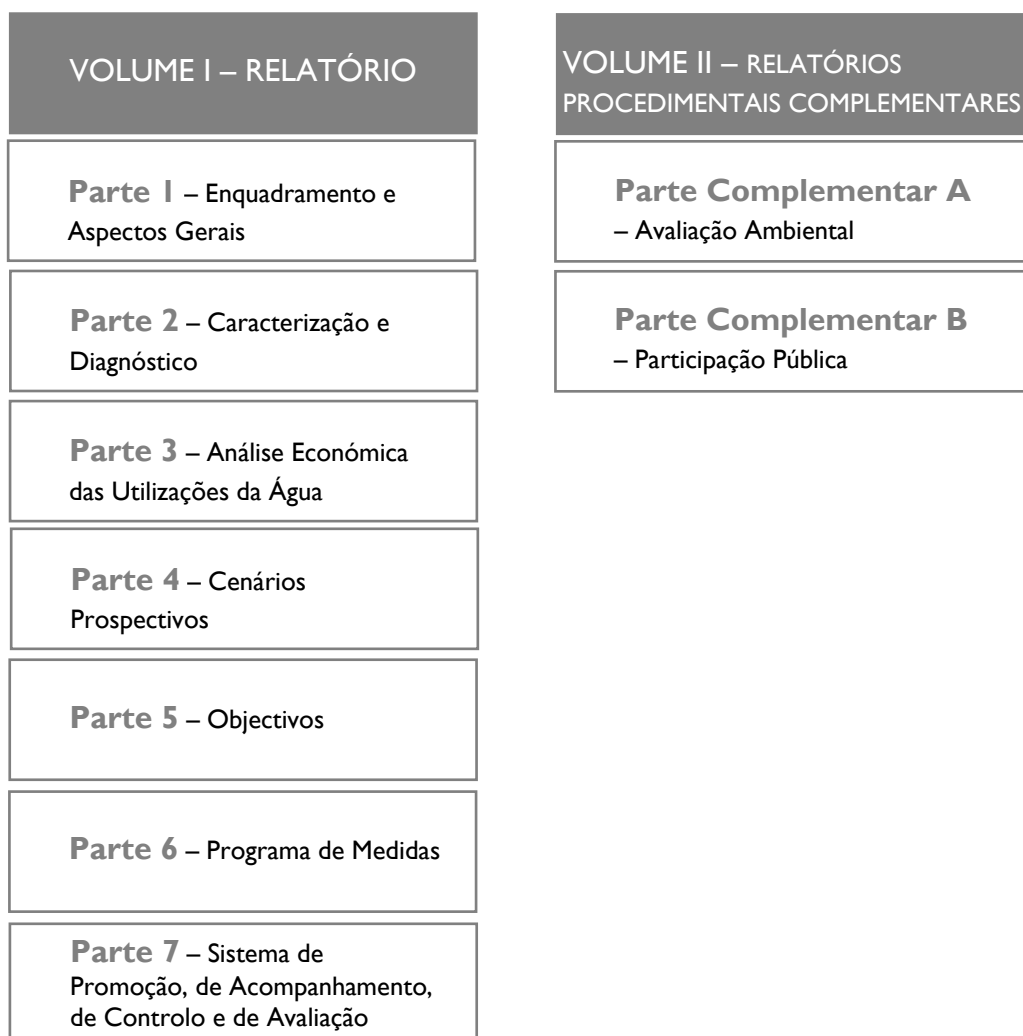 VOLUME I – RELATÓRIO
Parte 1 – Enquadramento e
Aspectos Gerais
Parte 2 – Caracterização e
Diagnóstico
Parte 3 – Análise Económica
das Utilizações da Água
Parte 4 – Cenários
Prospectivos
Parte 5 – Objectivos
Parte 6 – Programa de Medidas
Parte 7 – Sistema de
Promoção, de Acompanhamento,
de Controlo e de Avaliação
VOLUME II – RELATÓRIOS
PROCEDIMENTAIS COMPLEMENTARES
Parte Complementar A
– Avaliação Ambiental
Parte Complementar B
– Participação Pública